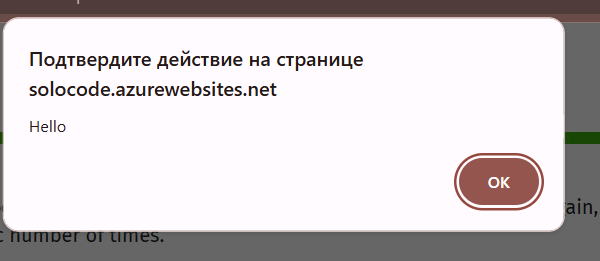 Подтвердите действие на странице
solocode.azurewebsites.net
Hello
OK
number of times.